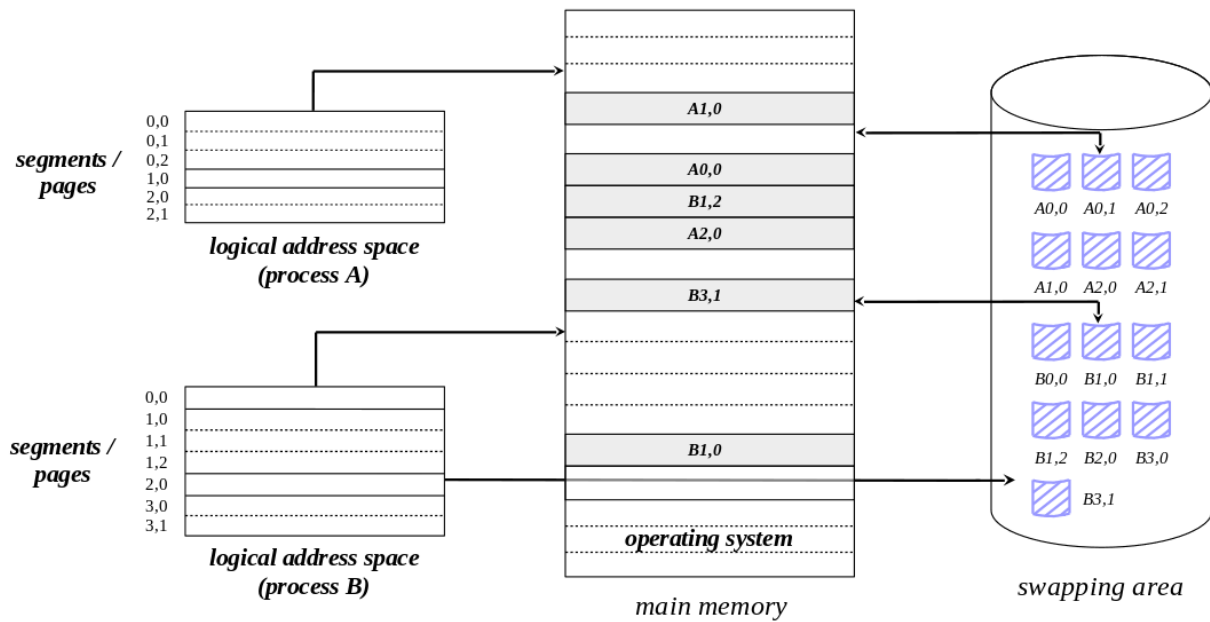 segments /
pages
0,0
0,1
0,2
1,0
2,0
2,1
logical address space
(process A)
segments /
pages
0,0
1,0
1,1
1,2
2,0
3,0
3,1
logical address space
(process B)
A1,0
A0,0
B1,2
A2,0
B3,1
B1,0
operating system
main memory
A0,0 A0,1 A0,2
A1,0 A2,0 A2,1
B0,0 B1,0 B1,1
B1,2 B2,0 B3,0
B3,1
swapping area